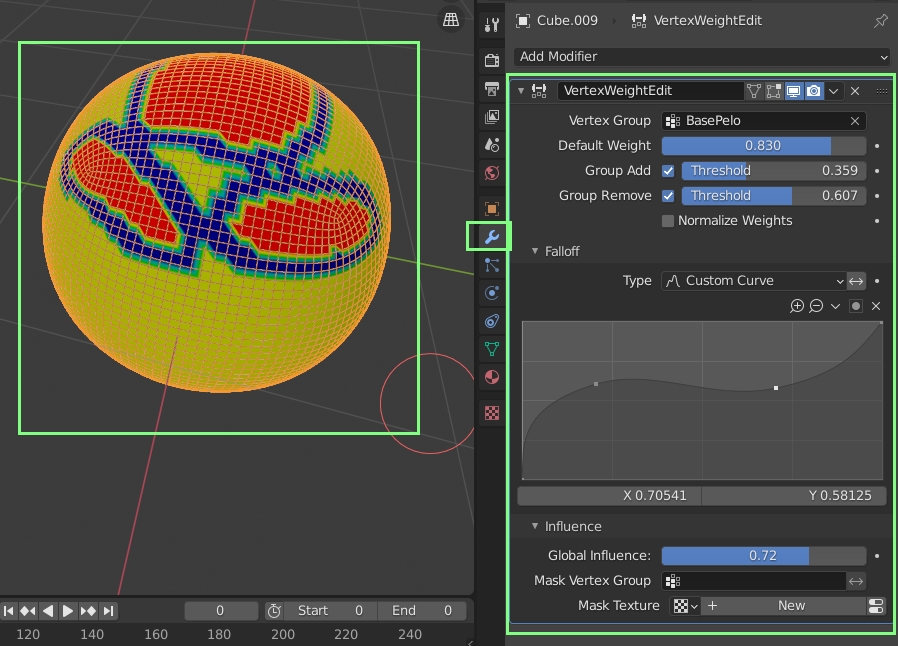 Cube.009 VertexWeightEdit
Add Modifier
VertexWeightEdit
Vertex Group BasePelo
Default Weight 0.830
Group Add Threshold 0.359
Group Remove Threshold 0.607
Normalize Weights
Falloff
Type Custom Curve
X 0.70541 Y 0.58125
Influence
Global Influence: 0.72
Mask Vertex Group
Mask Texture New
0 Start 0 End 0
120 140 160 180 200 220 240